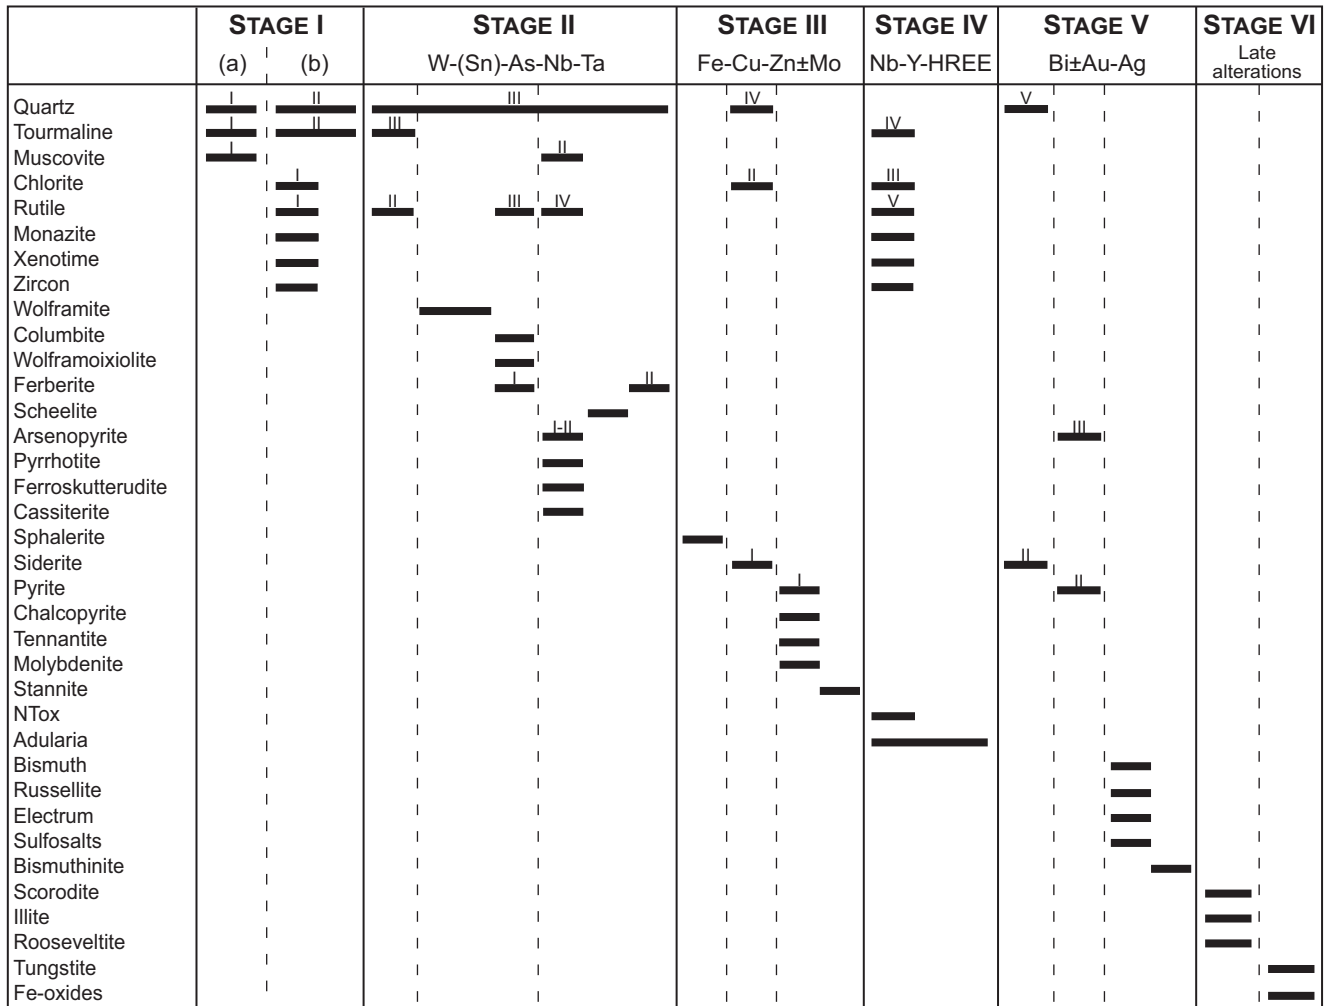 STAGE I STAGE II STAGE III STAGE IV STAGE V STAGE VI
(a) (b) W-(Sn)-As-Nb-Ta Fe-Cu-Zn±Mo Nb-Y-HREE Bi±Au-Ag Late
alterations
Quartz I II III IV V
Tourmaline I II III IV
Muscovite I II
Chlorite I II III
Rutile I II III IV V
Monazite
Xenotime
Zircon
Wolframite
Columbite
Wolframoixiolite
Ferberite I II
Scheelite
Arsenopyrite I-II III
Pyrrhotite
Ferroskutterudite
Cassiterite
Sphalerite
Siderite I II
Pyrite I II
Chalcopyrite
Tennantite
Molybdenite
Stannite
NTox
Adularia
Bismuth
Russellite
Electrum
Sulfosalts
Bismuthinite
Scorodite
Illite
Rooseveltite
Tungstite
Fe-oxides